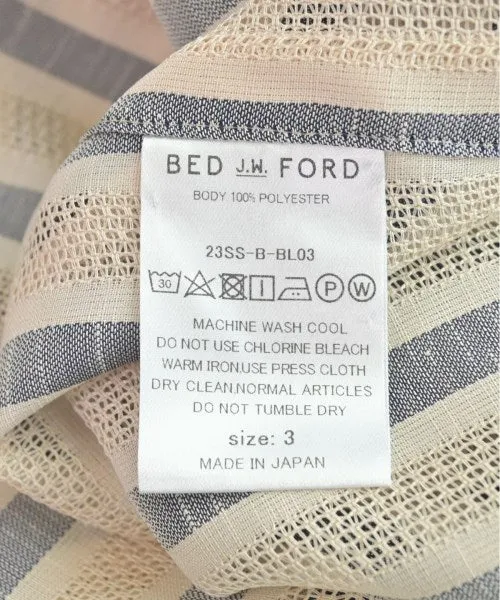 BED J.W. FORD
BODY 100% POLYESTER
23SS-B-BL03
30 P W
MACHINE WASH COOL
DO NOT USE CHLORINE BLEACH
WARM IRON.USE PRESS CLOTH
DRY CLEAN.NORMAL ARTICLES
DO NOT TUMBLE DRY
size: 3
MADE IN JAPAN